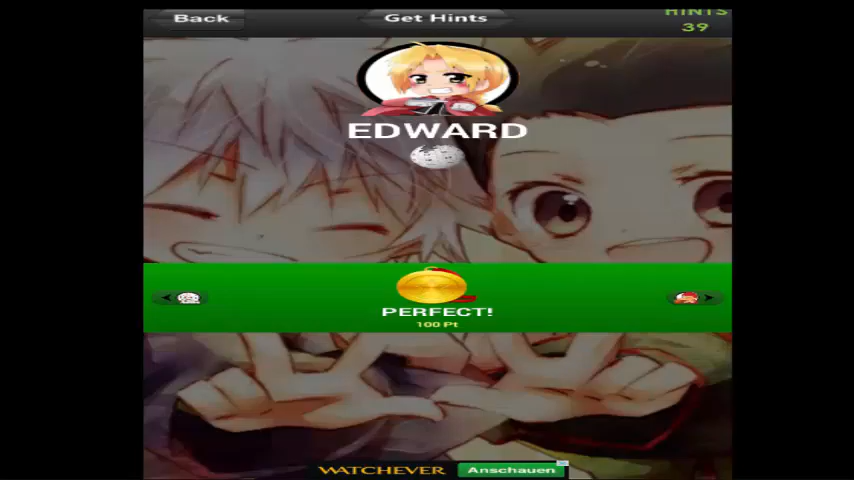 Back
Get Hints
HINTS
39
EDWARD
PERFECT!
100 Pt
WATCHEVER
Anschauen